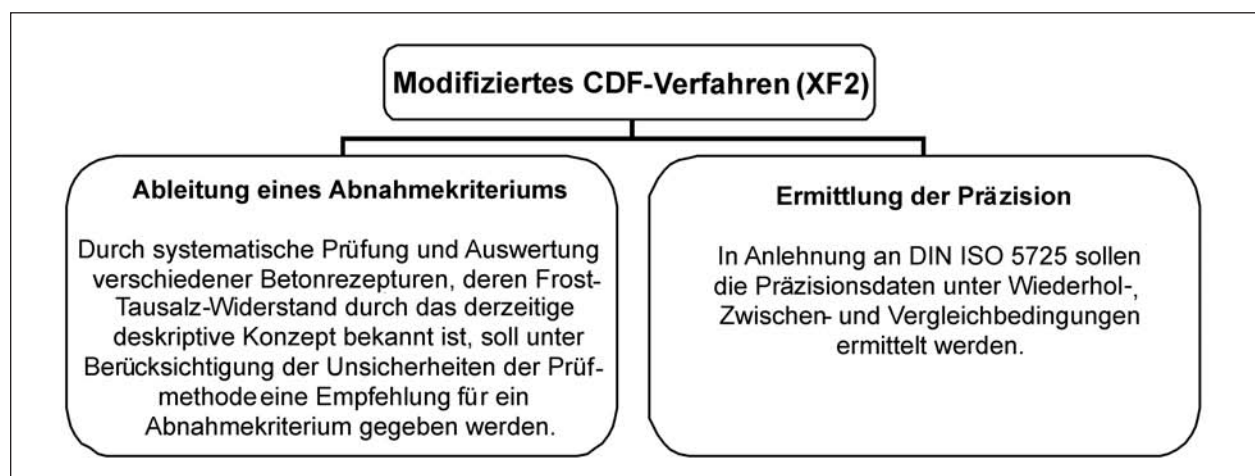 Modifiziertes CDF-Verfahren (XF2)
Ableitung eines Abnahmekriteriums
Durch systematische Prüfung und Auswertung
verschiedener Betonrezepturen, deren Frost-
Tausalz-Widerstand durch das derzeitige
deskriptive Konzept bekannt ist, soll unter
Berücksichtigung der Unsicherheiten der Prüf-
methode eine Empfehlung für ein
Abnahmekriterium gegeben werden.
Ermittlung der Präzision
In Anlehnung an DIN ISO 5725 sollen
die Präzisionsdaten unter Wiederhol-,
Zwischen- und Vergleichbedingungen
ermittelt werden.